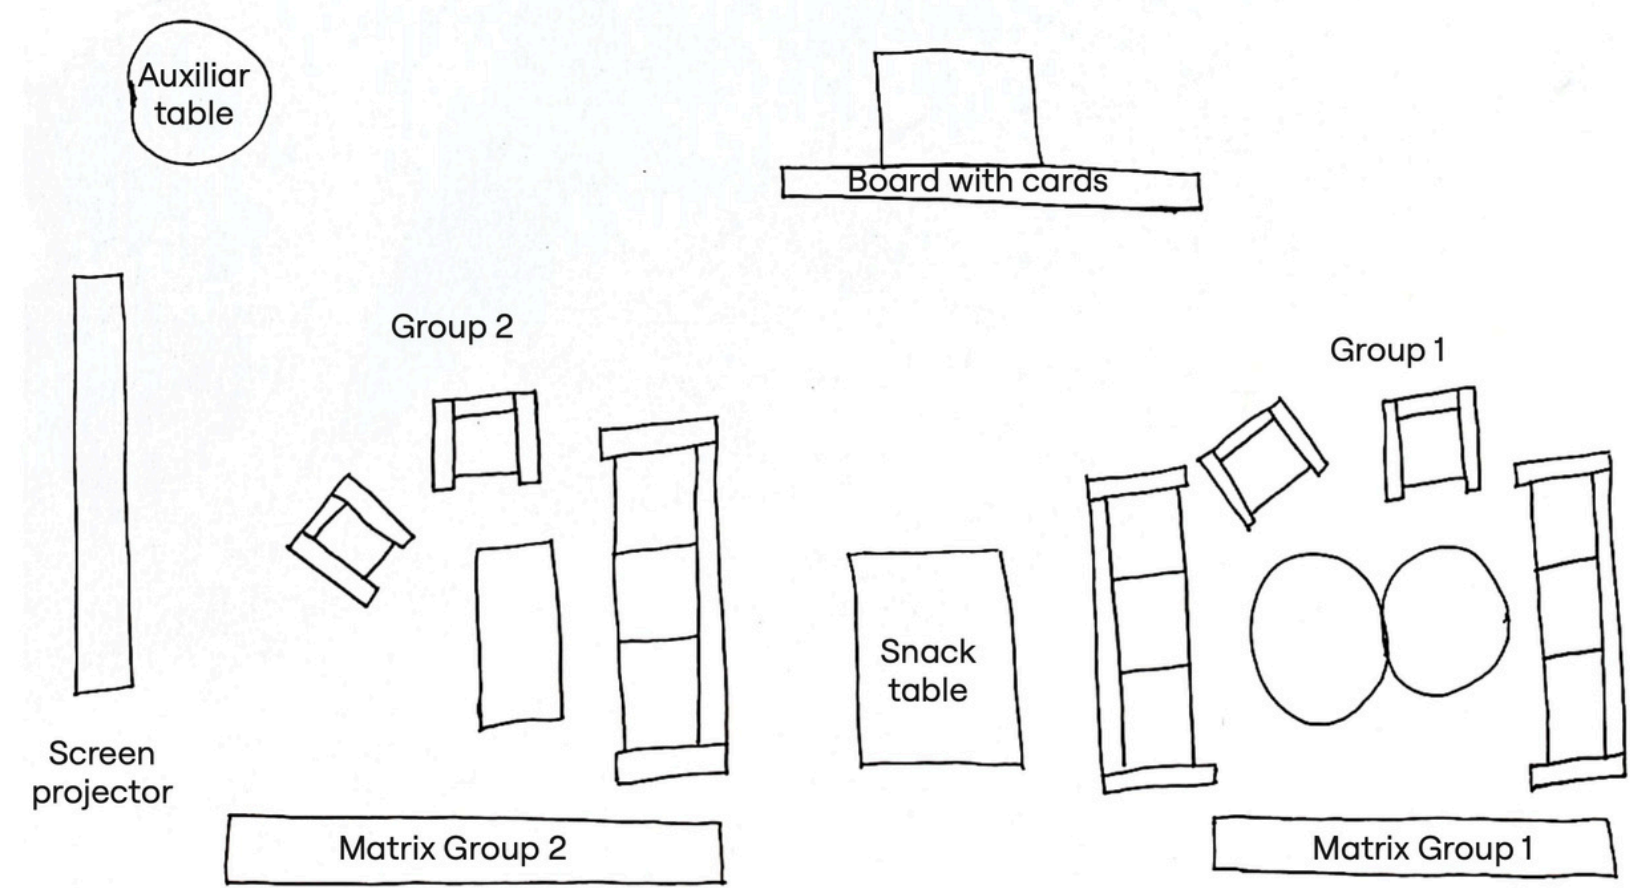 Auxiliar
table
Board with cards
Group 2
Group 1
Snack
table
Screen
projector
Matrix Group 2
Matrix Group 1